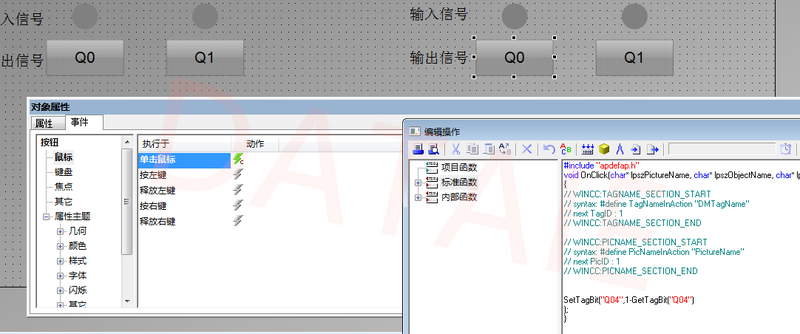 入信号
输入信号
出信号
Q0
Q1
输出信号
Q0
Q1
对象属性
属性
事件
按钮
鼠标
键盘
焦点
其它
属性主题
几何
颜色
样式
字体
闪烁
其它
执行于
动作
单击鼠标
按左键
释放左键
按右键
释放右键
编辑操作
项目函数
标准函数
内部函数
#include "apdefap.h"
void OnClick(char* lpszPictureName, char* lpszObjectName, char* l
{
// WINCC:TAGNAME_SECTION_START
// syntax: #define TagNameInAction "DMTagName"
// next TagID : 1
// WINCC:TAGNAME_SECTION_END
// WINCC:PICNAME_SECTION_START
// syntax: #define PicNameInAction "PictureName"
// next PicID : 1
// WINCC:PICNAME_SECTION_END
SetTagBit("Q04",1-GetTagBit("Q04")
);
}